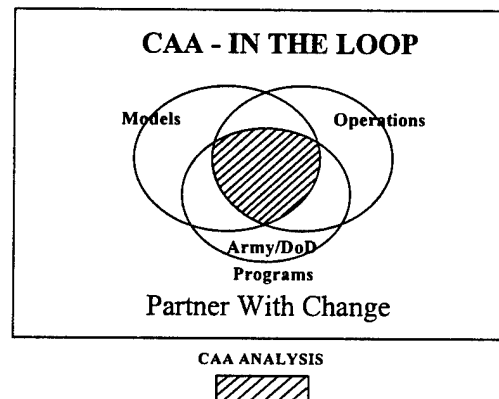 CAA - IN THE LOOP
Models
Operations
Army/DoD
Programs
Partner With Change
CAA ANALYSIS